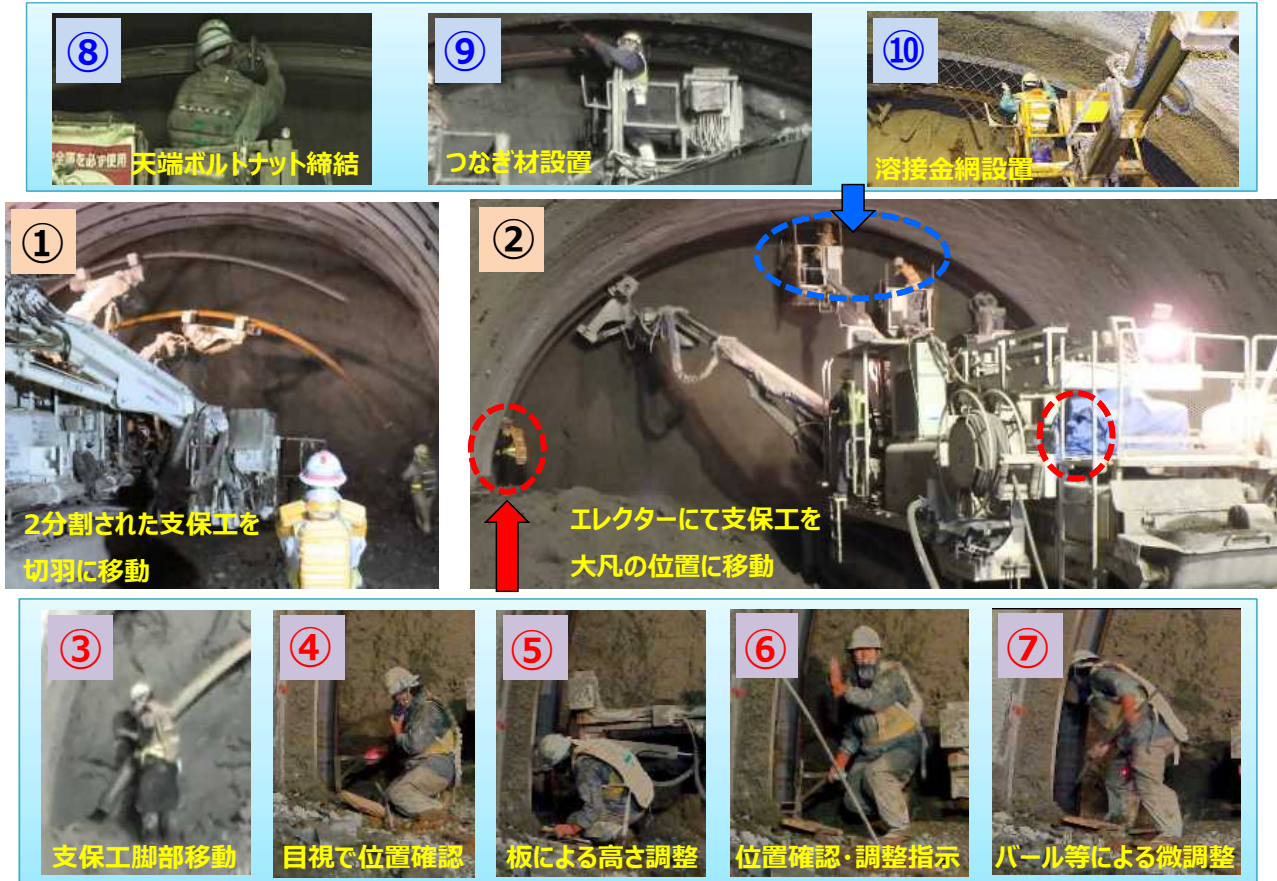 ⑧
天端ボルトナット締結
⑨
つなぎ材設置
⑩
溶接金網設置
を必ず使用
①
2分割された支保工を
切羽に移動
②
エレクターにて支保工を
大凡の位置に移動
③
支保工脚部移動
④
目視で位置確認
⑤
板による高さ調整
⑥
位置確認・調整指示
⑦
バール等による微調整